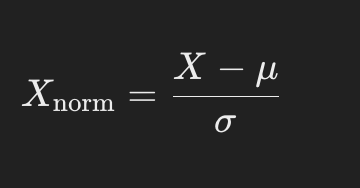 X_norm = (X − μ) / σ